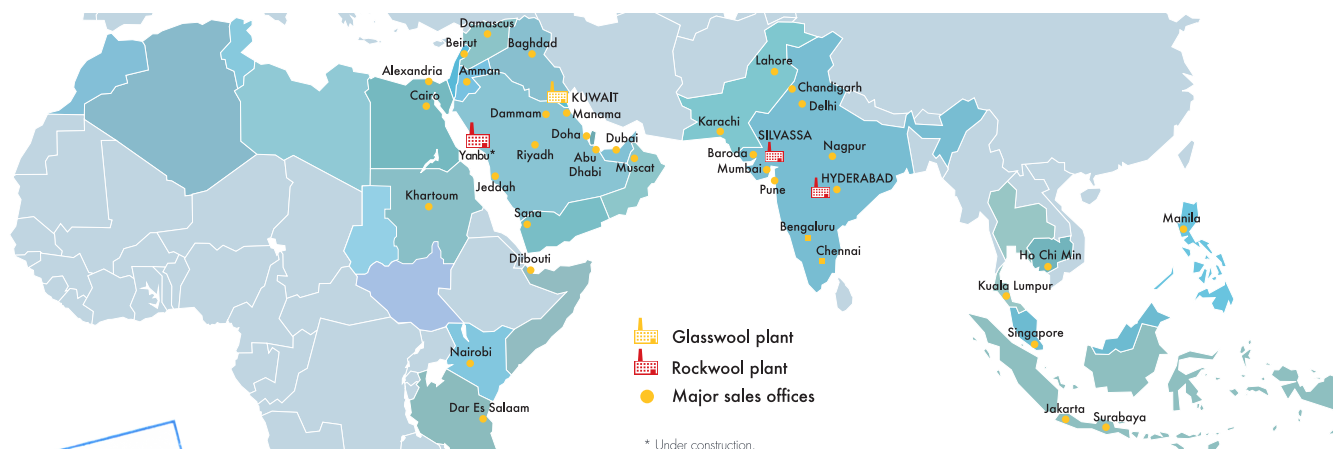 Damascus
Beirut
Baghdad
Alexandria
Amman
Cairo
KUWAIT
Dammam
Manama
Yanbu*
Riyadh
Doha
Dubai
Abu
Dhabi
Muscat
Jeddah
Khartoum
Sana
Djibouti
Nairobi
Dar Es Salaam
Lahore
Chandigarh
Delhi
Karachi
SILVASSA
Baroda
Nagpur
Mumbai
HYDERABAD
Pune
Bengaluru
Chennai
Manila
Ho Chi Min
Kuala Lumpur
Singapore
Jakarta
Surabaya
Glasswool plant
Rockwool plant
Major sales offices
* Under construction.